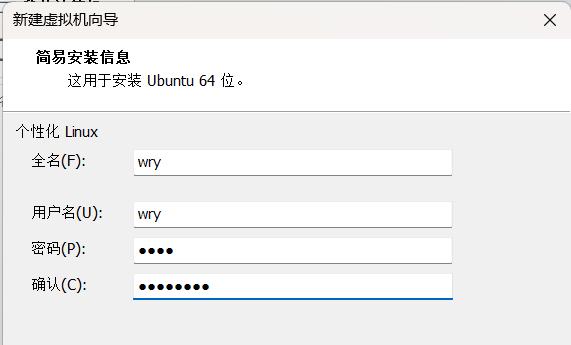 新建虚拟机向导
简易安装信息
这用于安装 Ubuntu 64 位。
个性化 Linux
全名(F): wry
用户名(U): wry
密码(P): ●●●●
确认(C): ●●●●●●●●